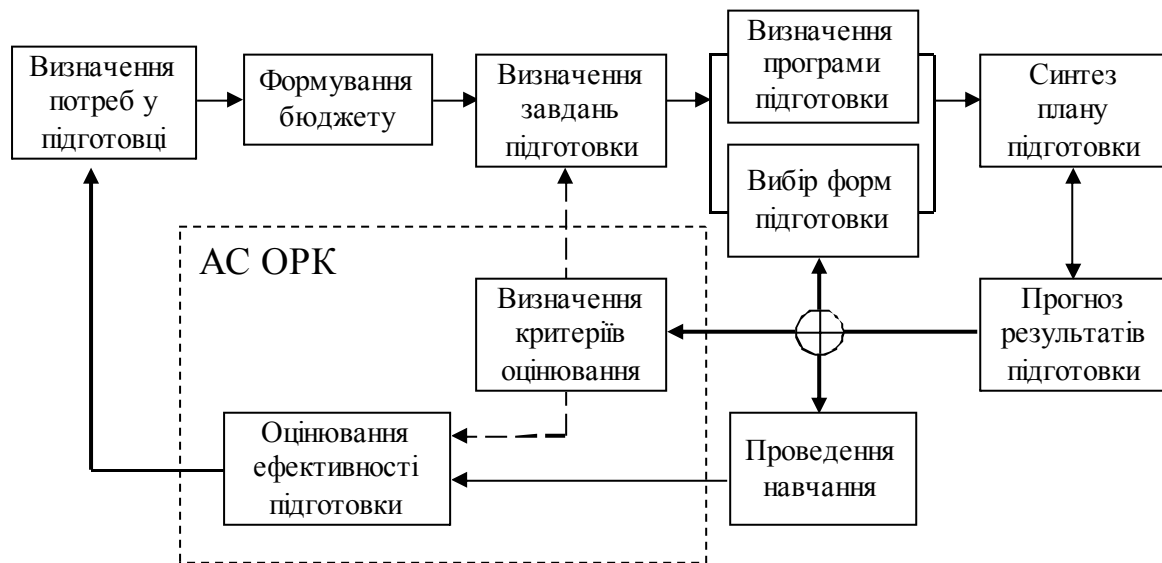 Визначення
потреб у
підготовці
Формування
бюджету
Визначення
завдань
підготовки
Визначення
програми
підготовки
Вибір форм
підготовки
Синтез
плану
підготовки
АС ОРК
Визначення
критеріїв
оцінювання
Прогноз
результатів
підготовки
Оцінювання
ефективності
підготовки
Проведення
навчання